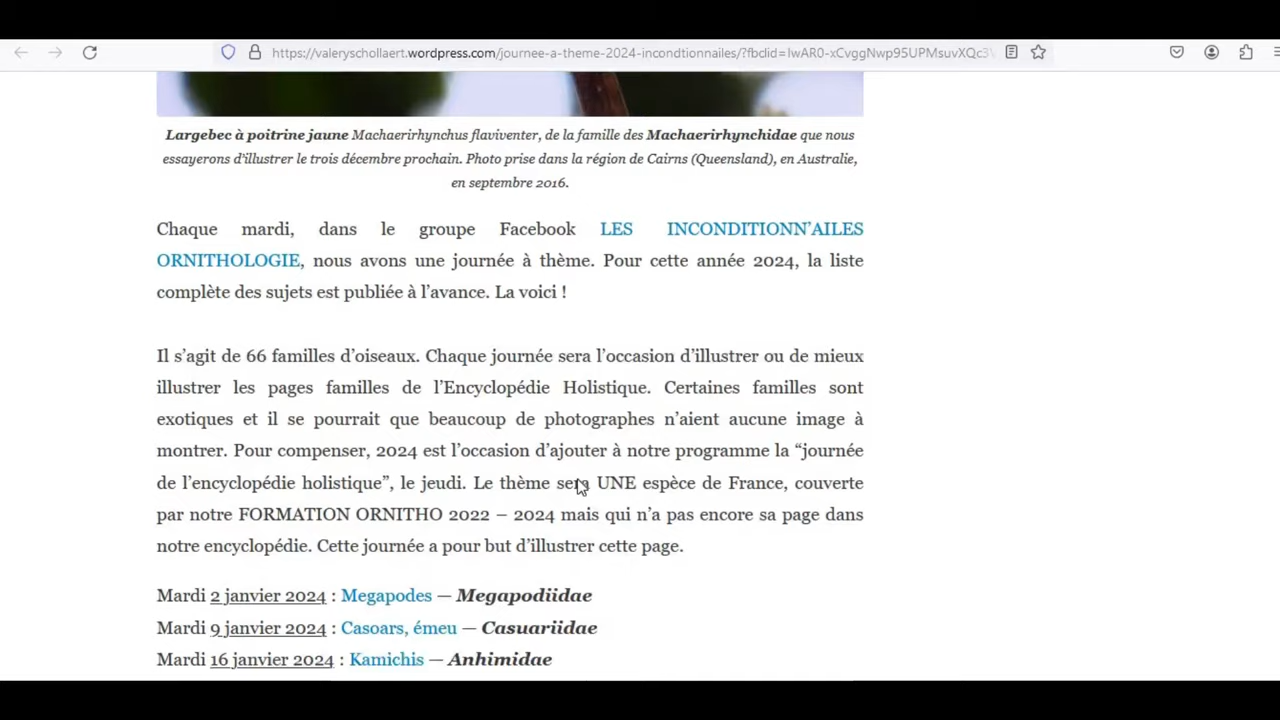 https://valeryschollaert.wordpress.com/journee-a-theme-2024-incondtionnailes/?fbclid=IwAR0-xCvggNwp95UPMsuvXQc3
Largebec à poitrine jaune Machaerirhynchus flaviventer, de la famille des Machaerirhynchidae que nous
essayerons d'illustrer le trois décembre prochain. Photo prise dans la région de Cairns (Queensland), en Australie,
en septembre 2016.
Chaque mardi, dans le groupe Facebook LES INCONDITIONN'AILES
ORNITHOLOGIE, nous avons une journée à thème. Pour cette année 2024, la liste
complète des sujets est publiée à l'avance. La voici !
Il s'agit de 66 familles d'oiseaux. Chaque journée sera l'occasion d'illustrer ou de mieux
illustrer les pages familles de l'Encyclopédie Holistique. Certaines familles sont
exotiques et il se pourrait que beaucoup de photographes n'aient aucune image à
montrer. Pour compenser, 2024 est l'occasion d'ajouter à notre programme la “journée
de l'encyclopédie holistique”, le jeudi. Le thème sera UNE espèce de France, couverte
par notre FORMATION ORNITHO 2022 – 2024 mais qui n'a pas encore sa page dans
notre encyclopédie. Cette journée a pour but d'illustrer cette page.
Mardi 2 janvier 2024 : Megapodes — Megapodiidae
Mardi 9 janvier 2024 : Casoars, émeu — Casuariidae
Mardi 16 janvier 2024 : Kamichis — Anhimidae